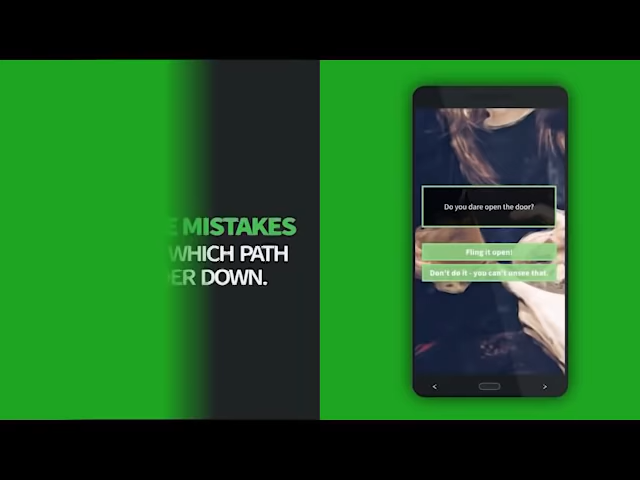 MISTAKES
WHICH PATH
DOWN.
Do you dare open the door?
Fling it open!
Don't do it - you can't unsee that.